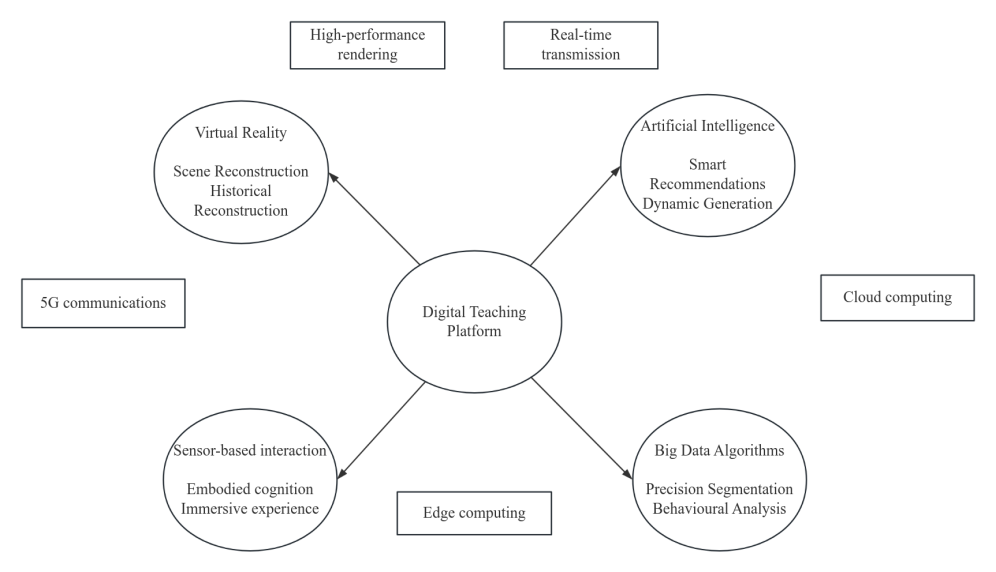 High-performance
rendering
Real-time
transmission
Virtual Reality
Scene Reconstruction
Historical
Reconstruction
Artificial Intelligence
Smart
Recommendations
Dynamic Generation
5G communications
Digital Teaching
Platform
Cloud computing
Sensor-based interaction
Embodied cognition
Immersive experience
Edge computing
Big Data Algorithms
Precision Segmentation
Behavioural Analysis